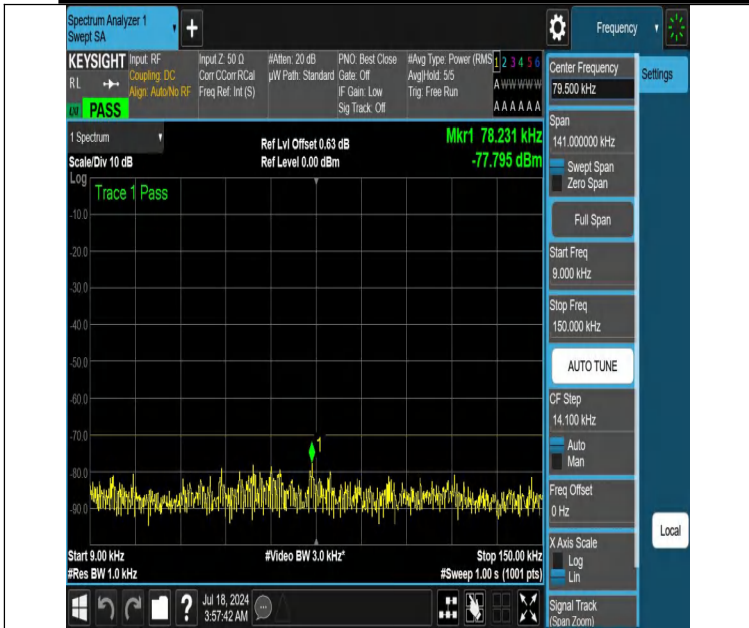 Spectrum Analyzer 1
Swept SA
+
Frequency
KEYSIGHT
RL
LXI
PASS
Input: RF
Coupling: DC
Align: Auto/No RF
Input Z: 50 Ω
Corr CCorr RCal
Freq Ref: Int (S)
#Atten: 20 dB
µW Path: Standard
PNO: Best Close
Gate: Off
IF Gain: Low
Sig Track: Off
#Avg Type: Power (RMS
Avg|Hold: 5/5
Trig: Free Run
1 2 3 4 5 6
A W W W W W
A A A A A A
Center Frequency
79.500 kHz
Settings
1 Spectrum
Scale/Div 10 dB
Ref Lvl Offset 0.63 dB
Ref Level 0.00 dBm
Mkr1 78.231 kHz
-77.795 dBm
Log
Trace 1 Pass
-10.0
-20.0
-30.0
-40.0
-50.0
-60.0
-70.0
-80.0
-90.0
1
Span
141.000000 kHz
Swept Span
Zero Span
Full Span
Start Freq
9.000 kHz
Stop Freq
150.000 kHz
AUTO TUNE
CF Step
14.100 kHz
Auto
Man
Freq Offset
0 Hz
X Axis Scale
Log
Lin
Signal Track
(Span Zoom)
Local
Start 9.00 kHz
#Res BW 1.0 kHz
#Video BW 3.0 kHz*
Stop 150.00 kHz
#Sweep 1.00 s (1001 pts)
?
Jul 18, 2024
3:57:42 AM